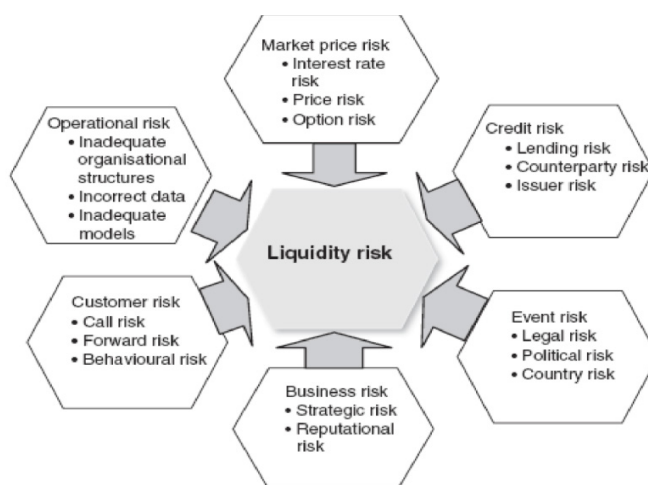 Market price risk
• Interest rate
risk
• Price risk
• Option risk
Operational risk
• Inadequate
organisational
structures
• Incorrect data
• Inadequate
models
Credit risk
• Lending risk
• Counterparty risk
• Issuer risk
Liquidity risk
Customer risk
• Call risk
• Forward risk
• Behavioural risk
Event risk
• Legal risk
• Political risk
• Country risk
Business risk
• Strategic risk
• Reputational
risk